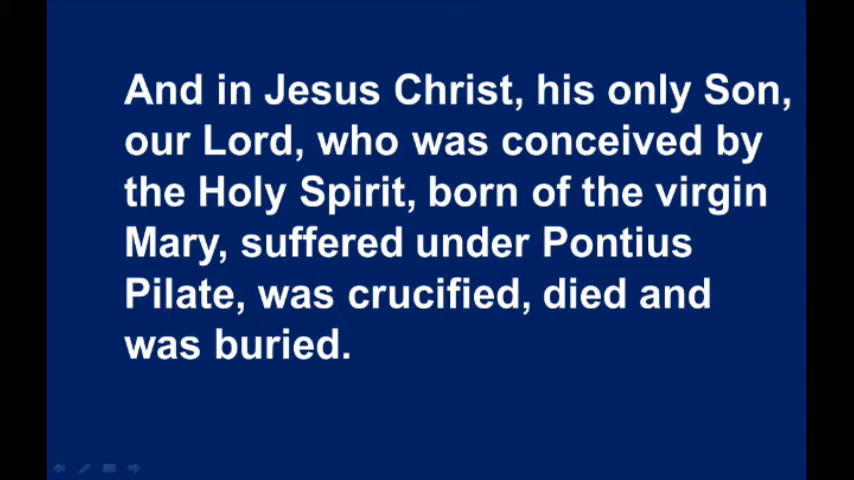 And in Jesus Christ, his only Son,
our Lord, who was conceived by
the Holy Spirit, born of the virgin
Mary, suffered under Pontius
Pilate, was crucified, died and
was buried.